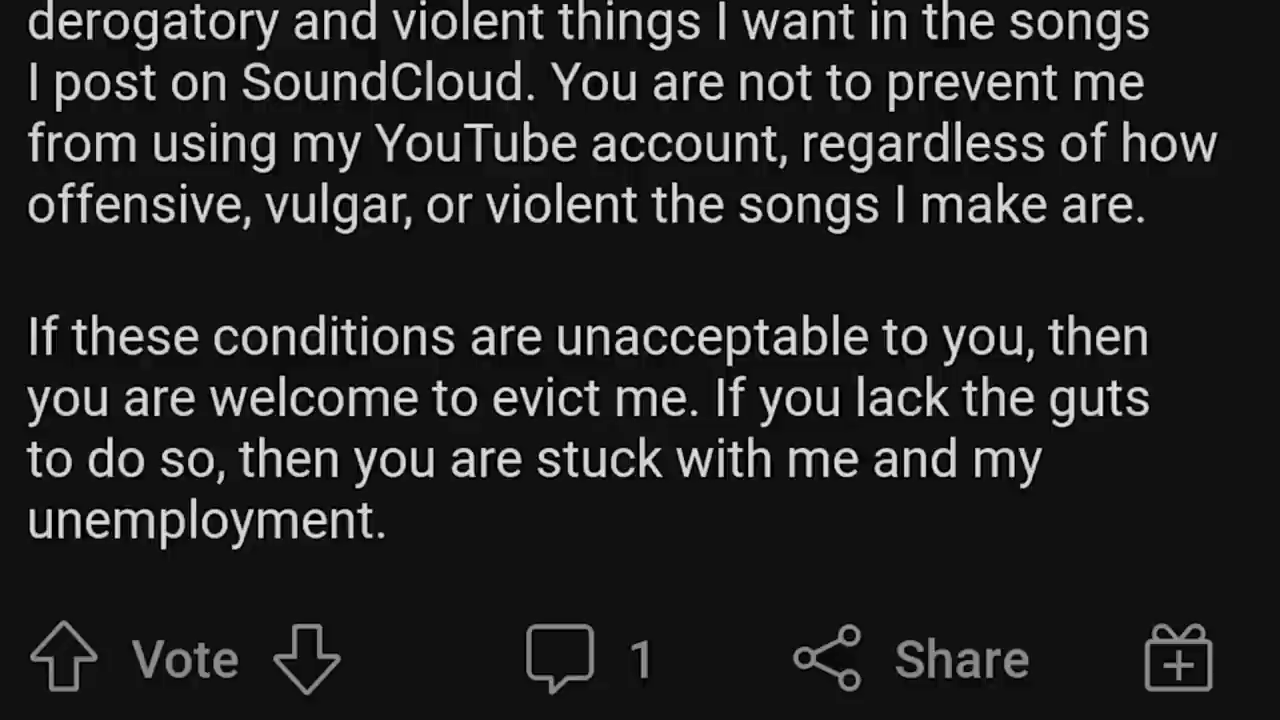 derogatory and violent things I want in the songs
I post on SoundCloud. You are not to prevent me
from using my YouTube account, regardless of how
offensive, vulgar, or violent the songs I make are.
If these conditions are unacceptable to you, then
you are welcome to evict me. If you lack the guts
to do so, then you are stuck with me and my
unemployment.
Vote 1 Share